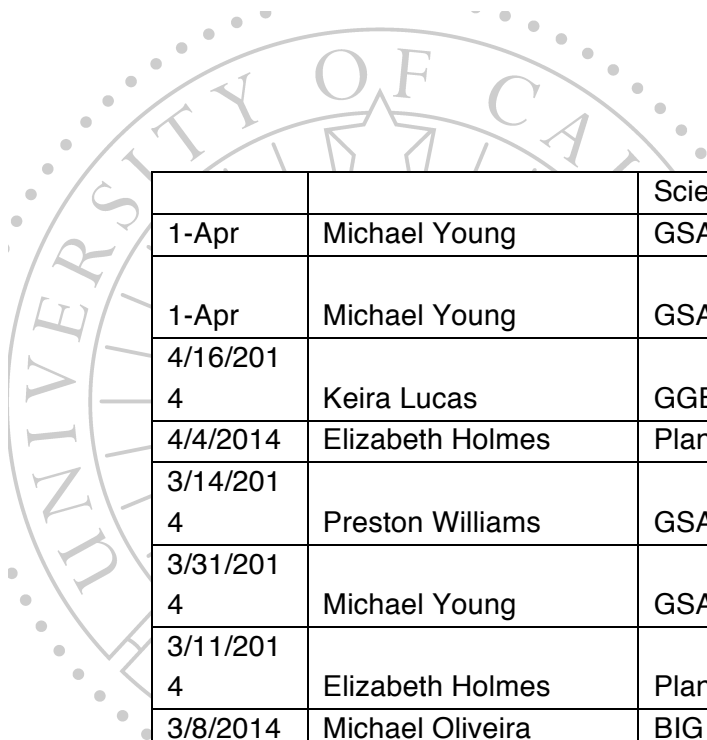 UNIVERSITY OF CA
Scie
1-Apr Michael Young GSA
1-Apr Michael Young GSA
4/16/201
4 Keira Lucas GGE
4/4/2014 Elizabeth Holmes Plan
3/14/201
4 Preston Williams GSA
3/31/201
4 Michael Young GSA
3/11/201
4 Elizabeth Holmes Plan
3/8/2014 Michael Oliveira BIG